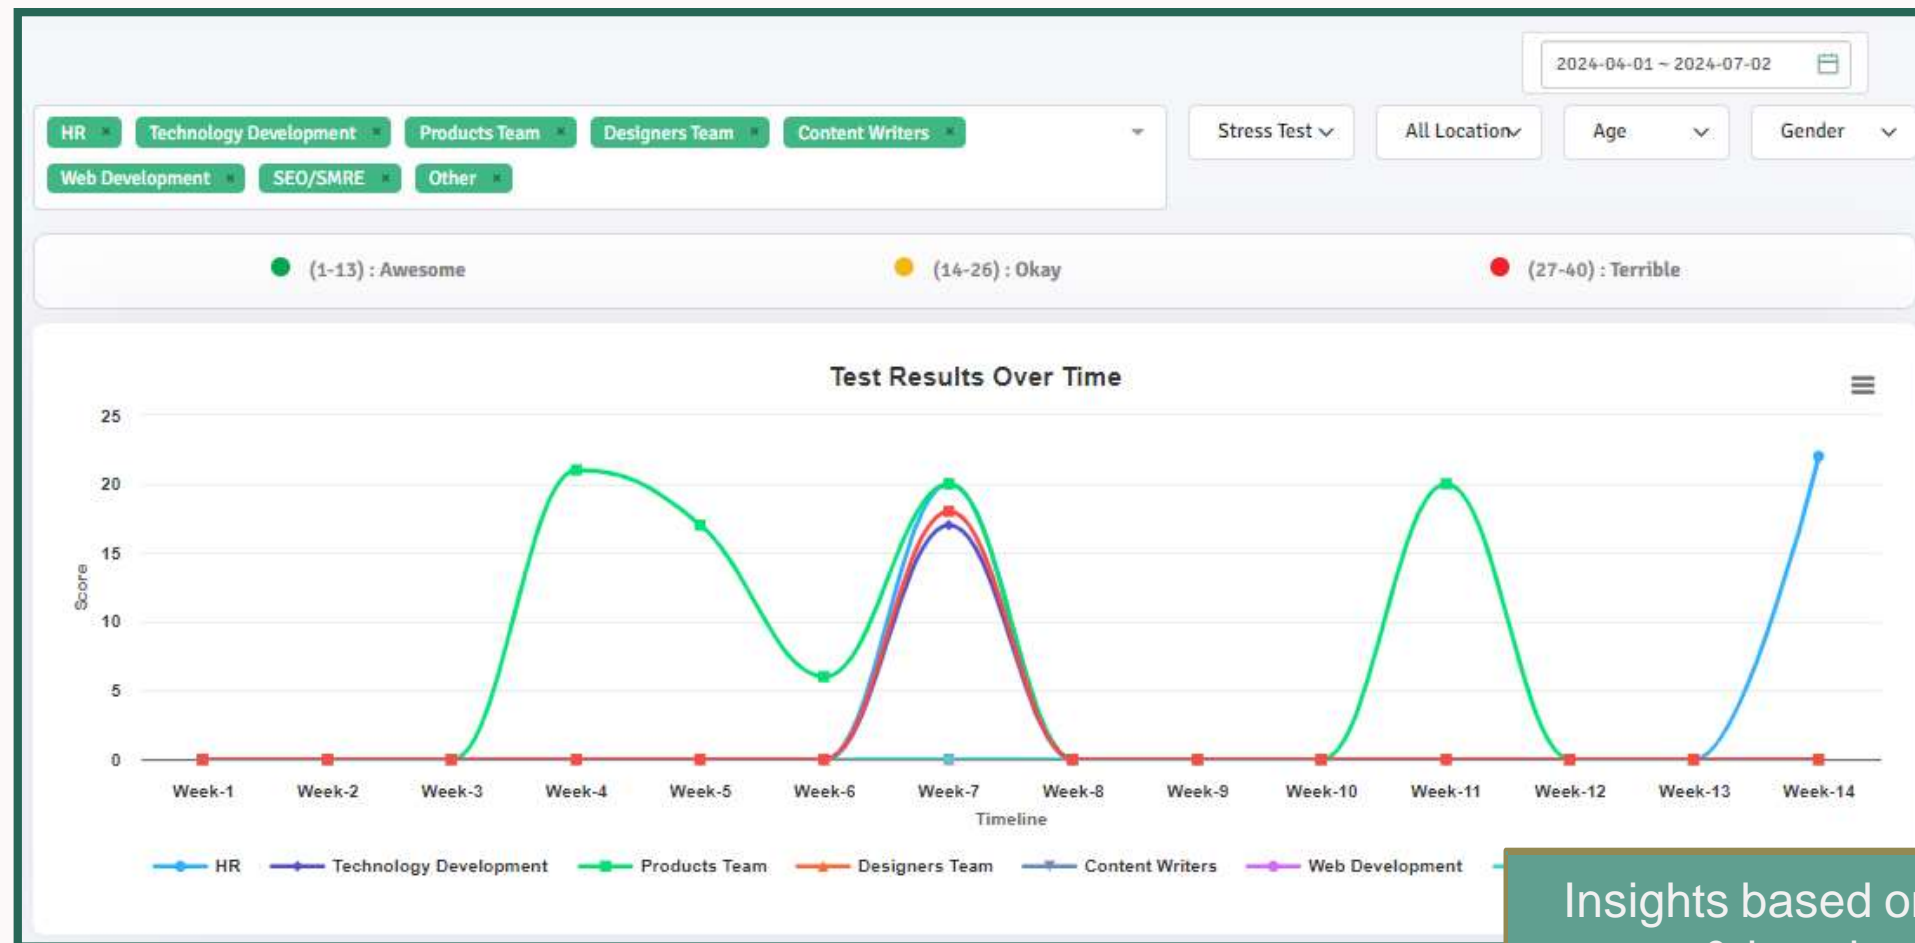 2024-04-01 ~ 2024-07-02
HR × Technology Development × Products Team × Designers Team × Content Writers ×
Web Development × SEO/SMRE × Other ×
Stress Test
All Location
Age
Gender
(1-13) : Awesome
(14-26) : Okay
(27-40) : Terrible
Test Results Over Time
25
20
15
10
5
0
Score
Week-1 Week-2 Week-3 Week-4 Week-5 Week-6 Week-7 Week-8 Week-9 Week-10 Week-11 Week-12 Week-13 Week-14
Timeline
HR Technology Development Products Team Designers Team Content Writers Web Development
Insights based